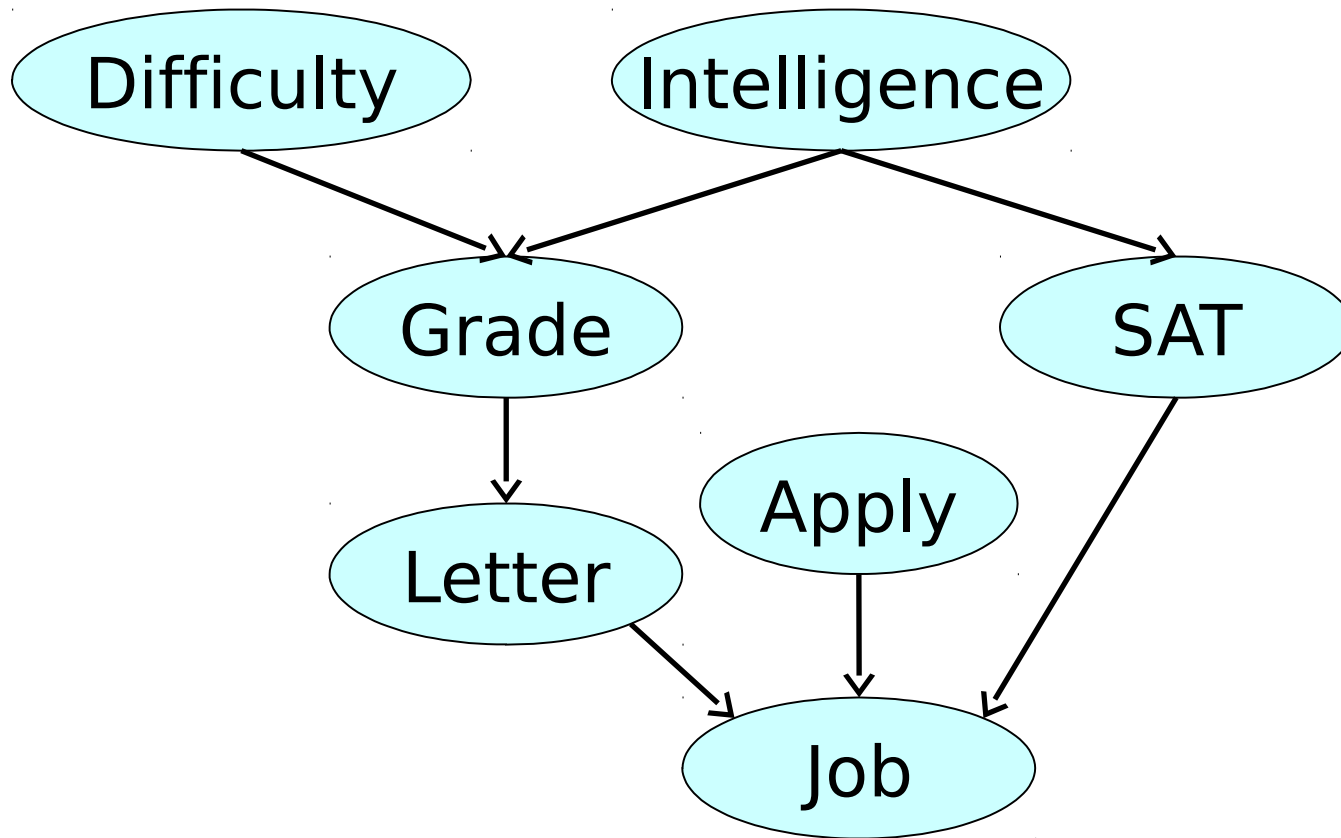 Difficulty
Intelligence
Grade
SAT
Apply
Letter
Job